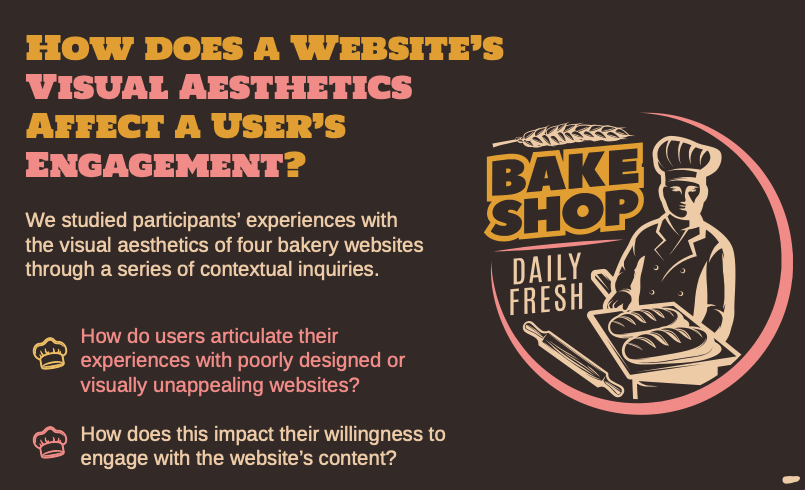 How does a Website’s
Visual Aesthetics
Affect a User’s
Engagement?
We studied participants’ experiences with
the visual aesthetics of four bakery websites
through a series of contextual inquiries.
How do users articulate their
experiences with poorly designed or
visually unappealing websites?
How does this impact their willingness to
engage with the website’s content?
BAKE
SHOP
DAILY
FRESH